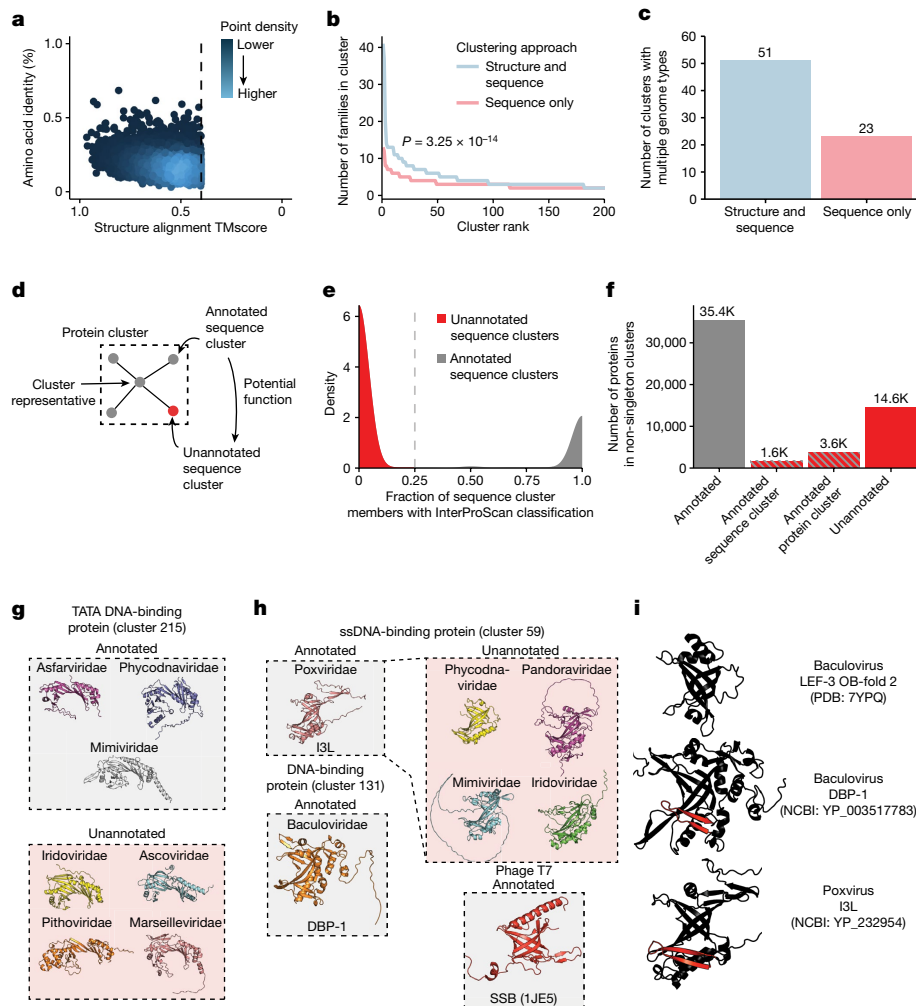 a
Point density
Lower
Higher
Amino acid identity (%)
1.0
0.5
0
1.0
0.5
0
Structure alignment TMscore
b
Number of families in cluster
40
30
20
10
0
Clustering approach
Structure and
sequence
Sequence only
P = 3.25 × 10⁻¹⁴
0
50
100
150
200
Cluster rank
c
Number of clusters with
multiple genome types
60
50
40
30
20
10
0
51
23
Structure and
sequence
Sequence only
d
Protein cluster
Annotated
sequence
cluster
Cluster
representative
Potential
function
Unannotated
sequence
cluster
e
Density
6
4
2
0
Unannotated
sequence clusters
Annotated
sequence clusters
0
0.25
0.50
0.75
1.0
Fraction of sequence cluster
members with InterProScan classification
f
Number of proteins
in non-singleton clusters
30,000
20,000
10,000
0
35.4K
1.6K
3.6K
14.6K
Annotated
Annotated
sequence cluster
Annotated
protein cluster
Unannotated
g
TATA DNA-binding
protein (cluster 215)
Annotated
Asfarviridae
Phycodnaviridae
Mimiviridae
Unannotated
Iridoviridae
Ascoviridae
Pithoviridae
Marseilleviridae
h
ssDNA-binding protein (cluster 59)
Annotated
Poxviridae
I3L
Unannotated
Phycodna-
viridae
Pandoraviridae
Mimiviridae
Iridoviridae
DNA-binding
protein (cluster 131)
Annotated
Baculoviridae
DBP-1
Phage T7
Annotated
SSB (1JE5)
i
Baculovirus
LEF-3 OB-fold 2
(PDB: 7YPQ)
Baculovirus
DBP-1
(NCBI: YP_003517783)
Poxvirus
I3L
(NCBI: YP_232954)